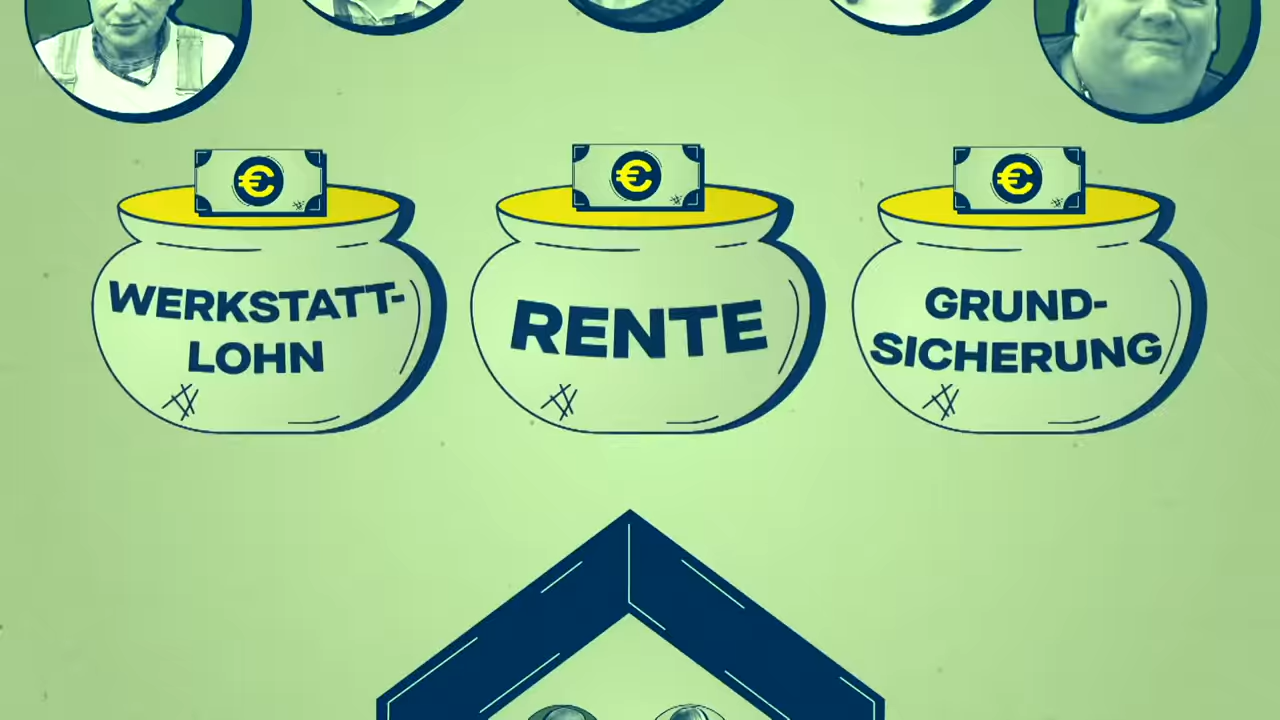 €
€
€
WERKSTATT-
LOHN
RENTE
GRUND-
SICHERUNG